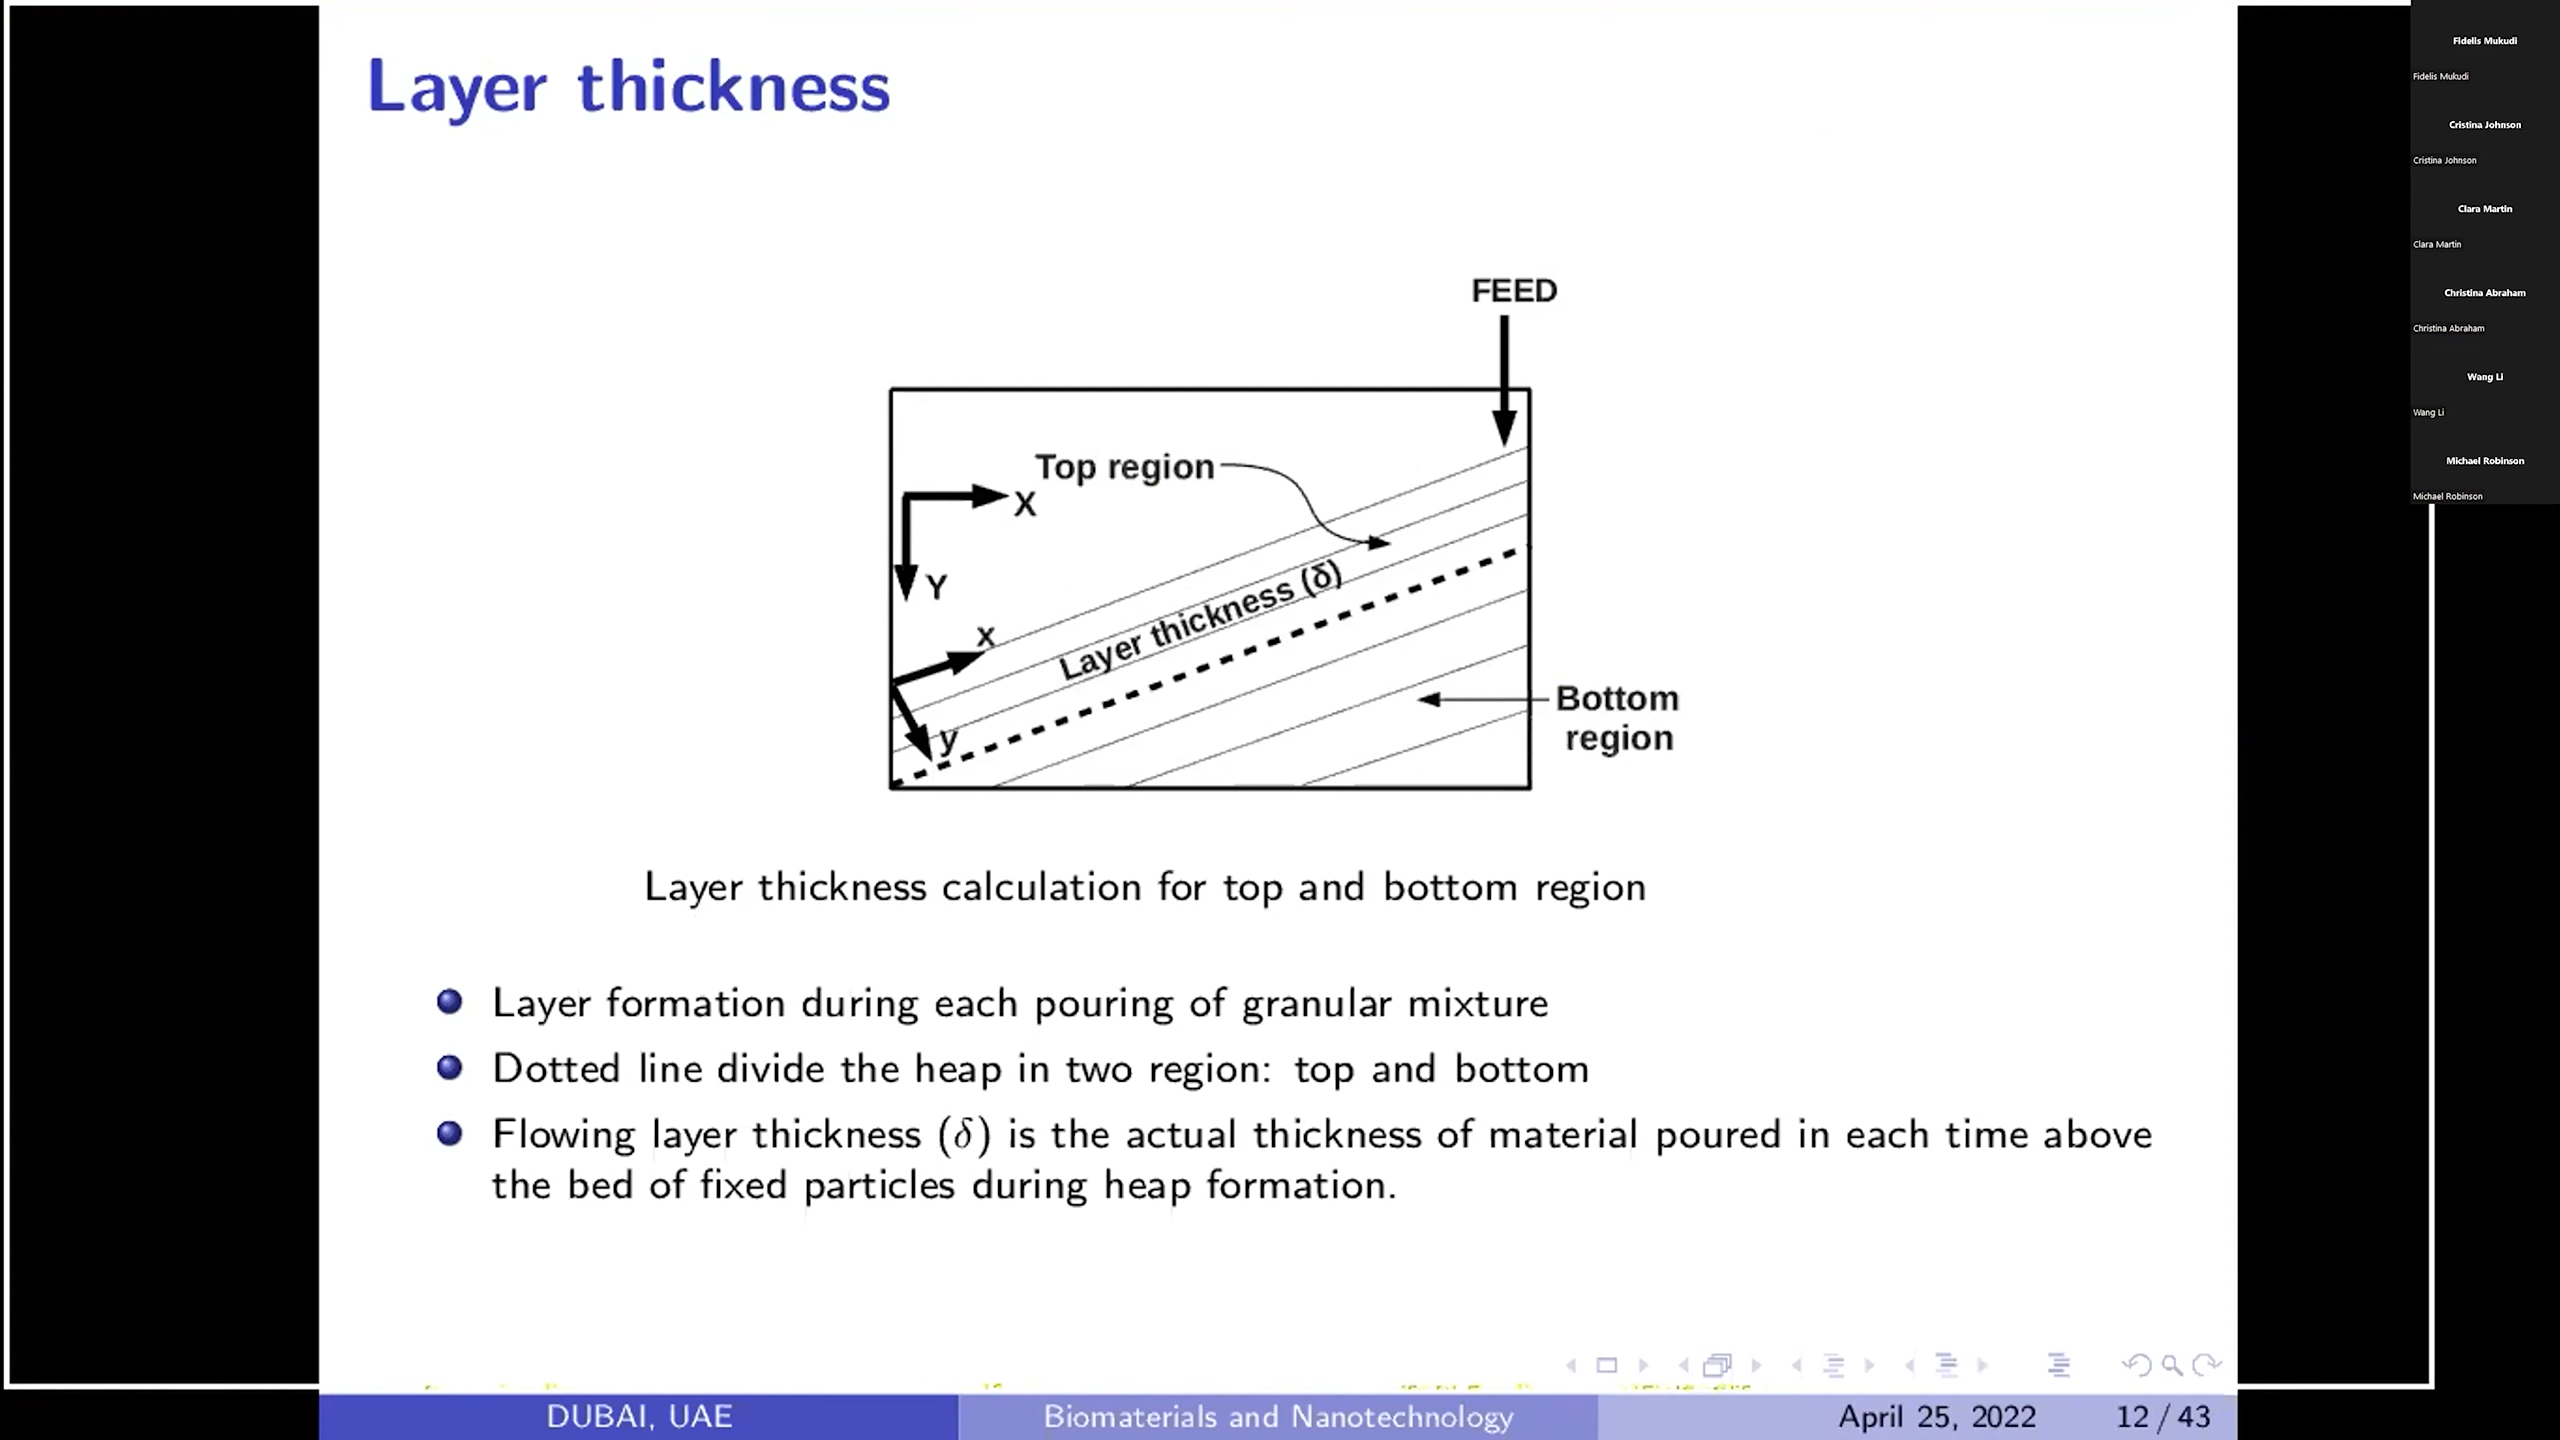 Layer thickness
FEED
Top region
X
Y
x
Layer thickness (δ)
y
Bottom
region
Layer thickness calculation for top and bottom region
Layer formation during each pouring of granular mixture
Dotted line divide the heap in two region: top and bottom
Flowing layer thickness (δ) is the actual thickness of material poured in each time above
the bed of fixed particles during heap formation.
DUBAI, UAE
Biomaterials and Nanotechnology
April 25, 2022
12 / 43
Fidelis Mukudi
Fidelis Mukudi
Cristina Johnson
Cristina Johnson
Clara Martin
Clara Martin
Christina Abraham
Christina Abraham
Wang Li
Wang Li
Michael Robinson
Michael Robinson